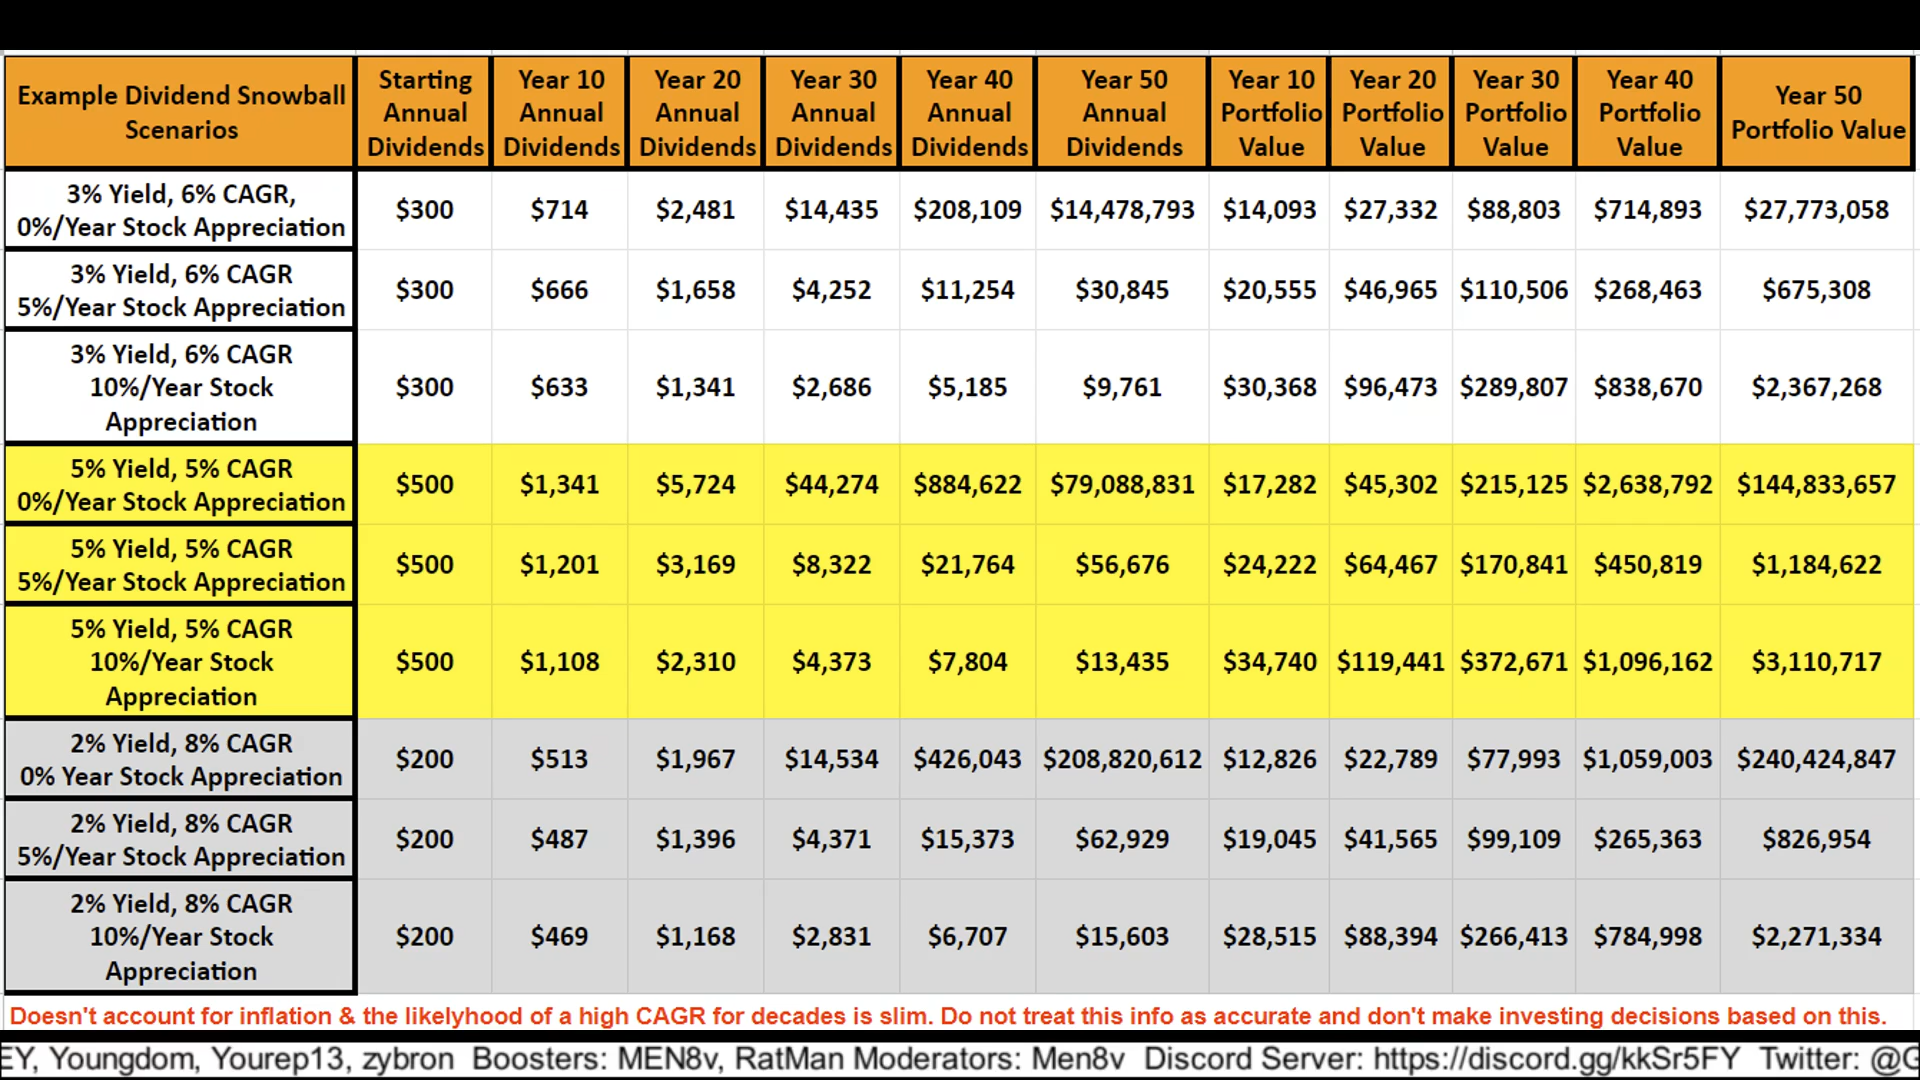 Example Dividend Snowball Scenarios | Starting Annual Dividends | Year 10 Annual Dividends | Year 20 Annual Dividends | Year 30 Annual Dividends | Year 40 Annual Dividends | Year 50 Annual Dividends | Year 10 Portfolio Value | Year 20 Portfolio Value | Year 30 Portfolio Value | Year 40 Portfolio Value | Year 50 Portfolio Value
3% Yield, 6% CAGR, 0%/Year Stock Appreciation | $300 | $714 | $2,481 | $14,435 | $208,109 | $14,478,793 | $14,093 | $27,332 | $88,803 | $714,893 | $27,773,058
3% Yield, 6% CAGR 5%/Year Stock Appreciation | $300 | $666 | $1,658 | $4,252 | $11,254 | $30,845 | $20,555 | $46,965 | $110,506 | $268,463 | $675,308
3% Yield, 6% CAGR 10%/Year Stock Appreciation | $300 | $633 | $1,341 | $2,686 | $5,185 | $9,761 | $30,368 | $96,473 | $289,807 | $838,670 | $2,367,268
5% Yield, 5% CAGR 0%/Year Stock Appreciation | $500 | $1,341 | $5,724 | $44,274 | $884,622 | $79,088,831 | $17,282 | $45,302 | $215,125 | $2,638,792 | $144,833,657
5% Yield, 5% CAGR 5%/Year Stock Appreciation | $500 | $1,201 | $3,169 | $8,322 | $21,764 | $56,676 | $24,222 | $64,467 | $170,841 | $450,819 | $1,184,622
5% Yield, 5% CAGR 10%/Year Stock Appreciation | $500 | $1,108 | $2,310 | $4,373 | $7,804 | $13,435 | $34,740 | $119,441 | $372,671 | $1,096,162 | $3,110,717
2% Yield, 8% CAGR 0% Year Stock Appreciation | $200 | $513 | $1,967 | $14,534 | $426,043 | $208,820,612 | $12,826 | $22,789 | $77,993 | $1,059,003 | $240,424,847
2% Yield, 8% CAGR 5%/Year Stock Appreciation | $200 | $487 | $1,396 | $4,371 | $15,373 | $62,929 | $19,045 | $41,565 | $99,109 | $265,363 | $826,954
2% Yield, 8% CAGR 10%/Year Stock Appreciation | $200 | $469 | $1,168 | $2,831 | $6,707 | $15,603 | $28,515 | $88,394 | $266,413 | $784,998 | $2,271,334
Doesn't account for inflation & the likelyhood of a high CAGR for decades is slim. Do not treat this info as accurate and don't make investing decisions based on this.
EY, Youngdom, Yourep13, zybron Boosters: MEN8v, RatMan Moderators: Men8v Discord Server: https://discord.gg/kkSr5FY Twitter: @G